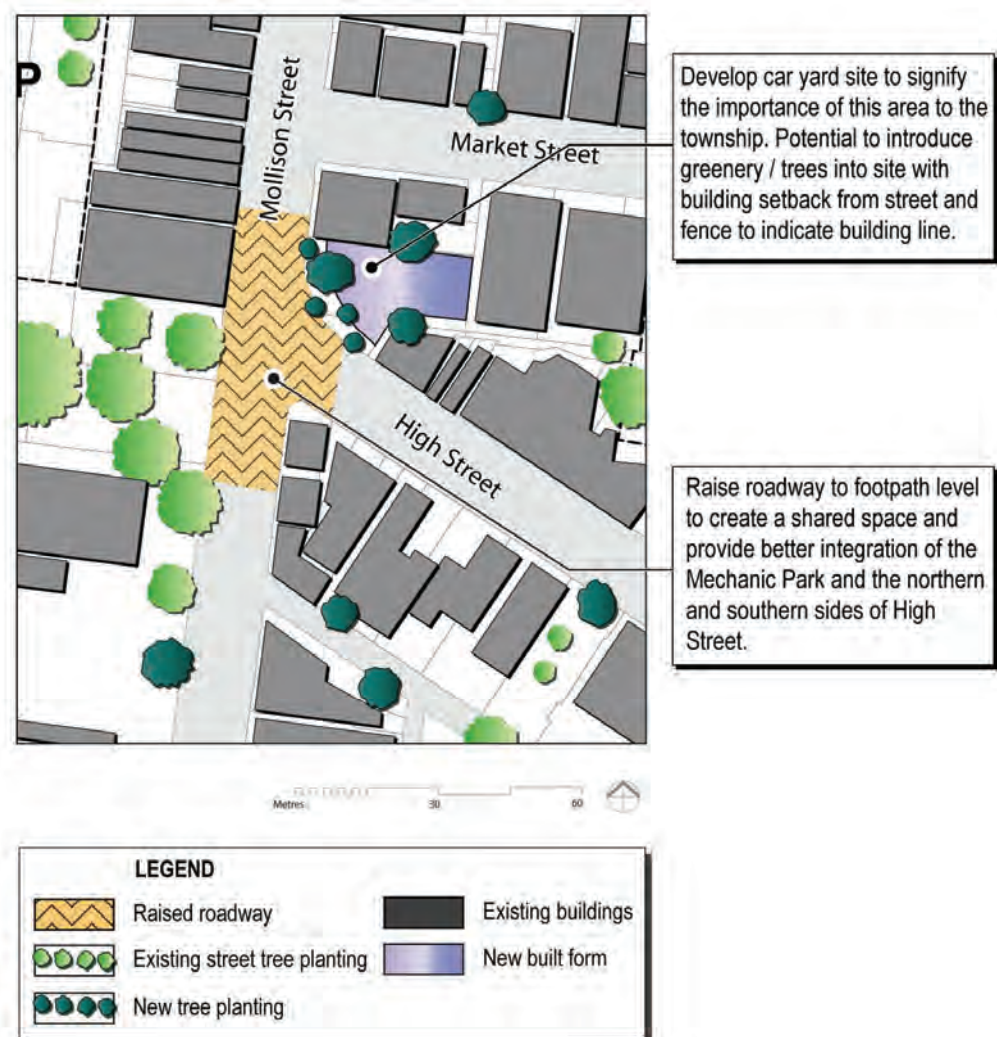 P
Mollison Street
Market Street
High Street
Develop car yard site to signify
the importance of this area to the
township. Potential to introduce
greenery / trees into site with
building setback from street and
fence to indicate building line.
Raise roadway to footpath level
to create a shared space and
provide better integration of the
Mechanic Park and the northern
and southern sides of High
Street.
Metres
30
60
LEGEND
Raised roadway
Existing street tree planting
New tree planting
Existing buildings
New built form